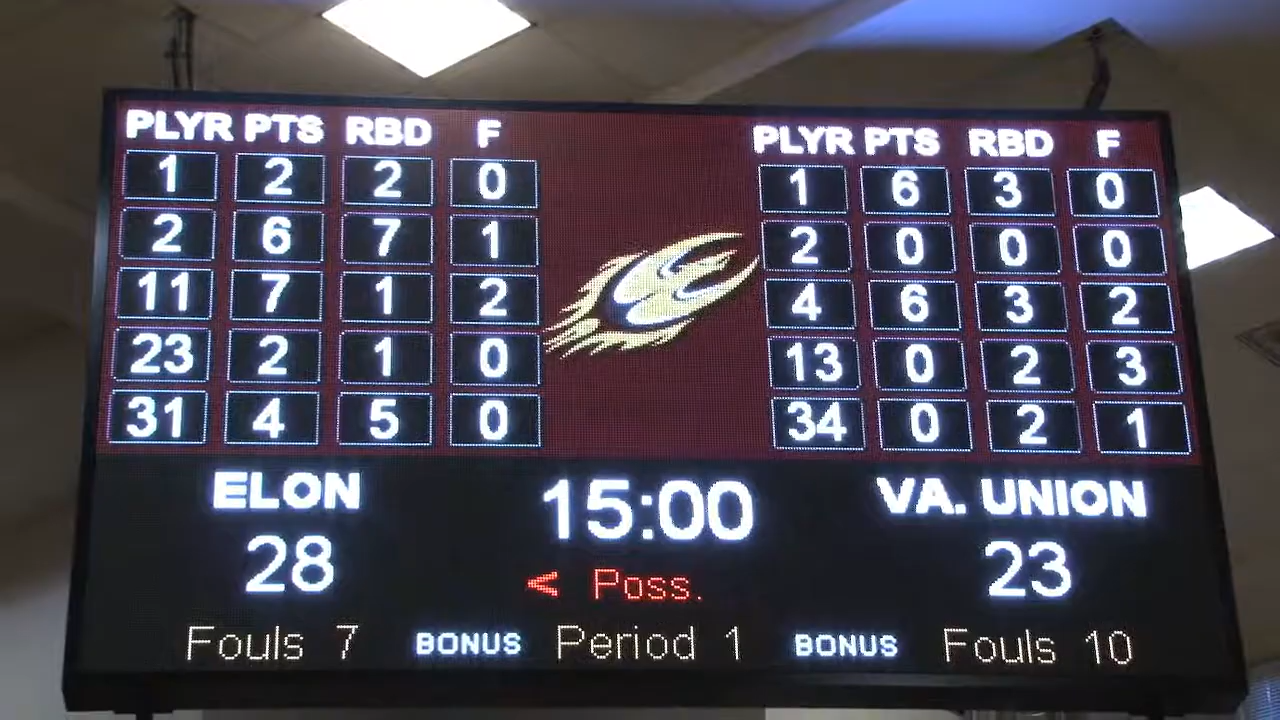 PLYR PTS RBD F PLYR PTS RBD F
1 2 2 0 1 6 3 0
2 6 7 1 2 0 0 0
11 7 1 2 4 6 3 2
23 2 1 0 13 0 2 3
31 4 5 0 34 0 2 1
ELON 15:00 VA. UNION
28 < Poss. 23
Fouls 7 BONUS Period 1 BONUS Fouls 10